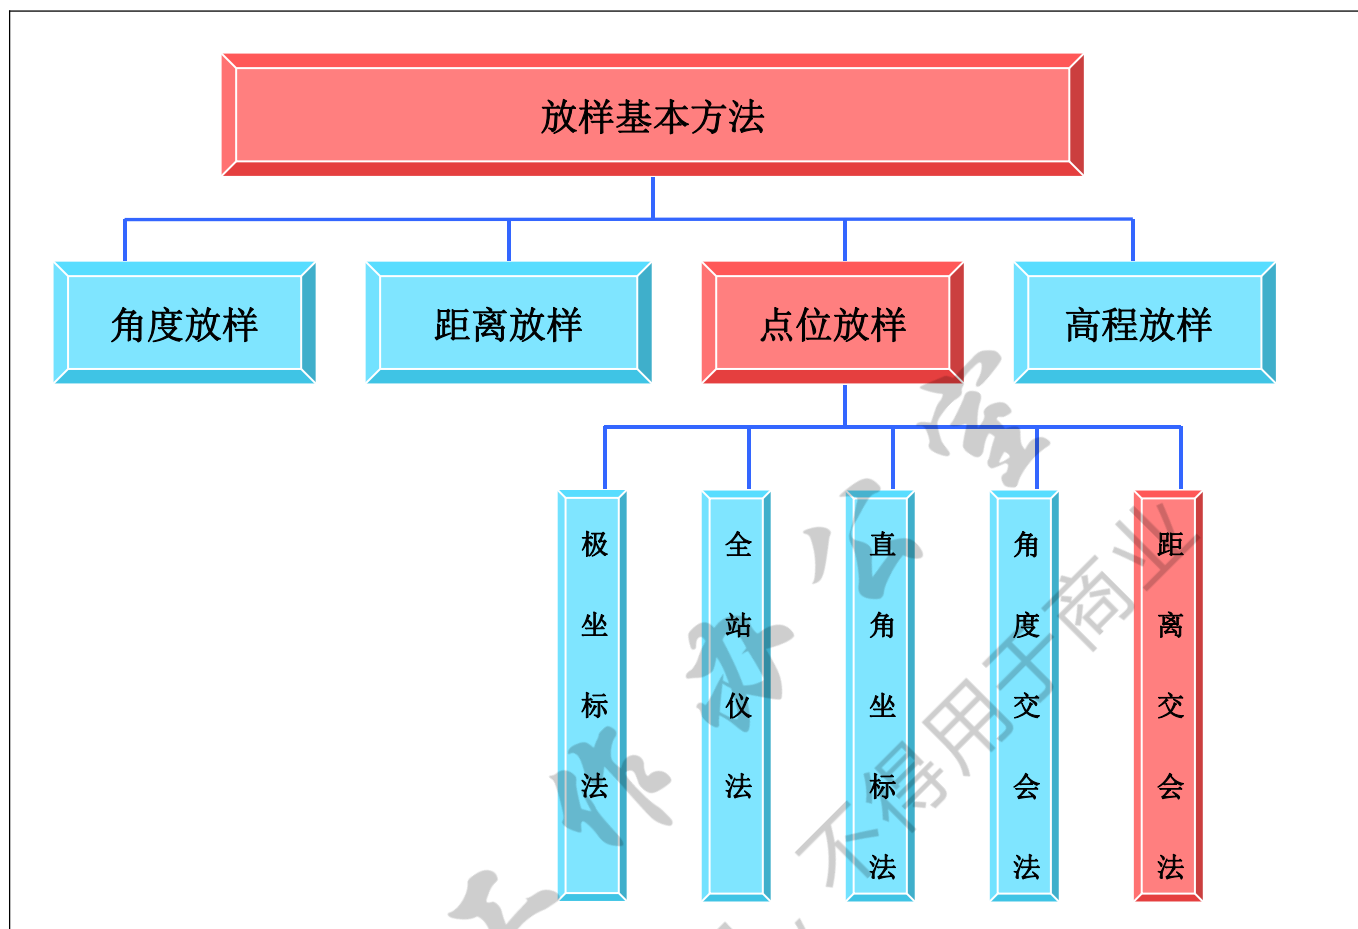 放样基本方法
角度放样
距离放样
点位放样
高程放样
极坐标法
全站仪法
直角坐标法
角度交会法
距离交会法
不得用于商业